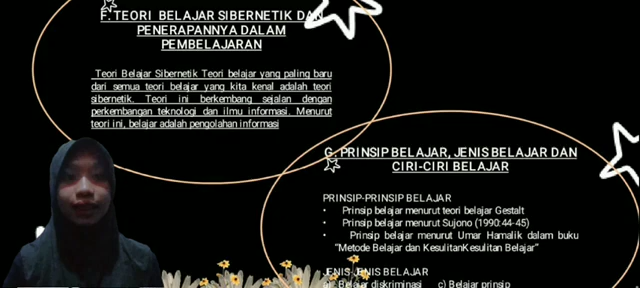 F. TEORI BELAJAR SIBERNETIK DAN
PENERAPANNYA DALAM
PEMBELAJARAN
Teori Belajar Sibernetik Teori belajar yang paling baru
dari semua teori belajar yang kita kenal adalah teori
sibernetik. Teori ini berkembang sejalan dengan
perkembangan teknologi dan ilmu informasi. Menurut
teori ini, belajar adalah pengolahan informasi
G. PRINSIP BELAJAR, JENIS BELAJAR DAN
CIRI-CIRI BELAJAR
PRINSIP-PRINSIP BELAJAR
• Prinsip belajar menurut teori belajar Gestalt
• Prinsip belajar menurut Sujono (1990:44-45)
• Prinsip belajar menurut Umar Hamalik dalam buku
"Metode Belajar dan KesulitanKesulitan Belajar"
JENIS-JENIS BELAJAR
a) Belajar diskriminasi c) Belajar prinsip